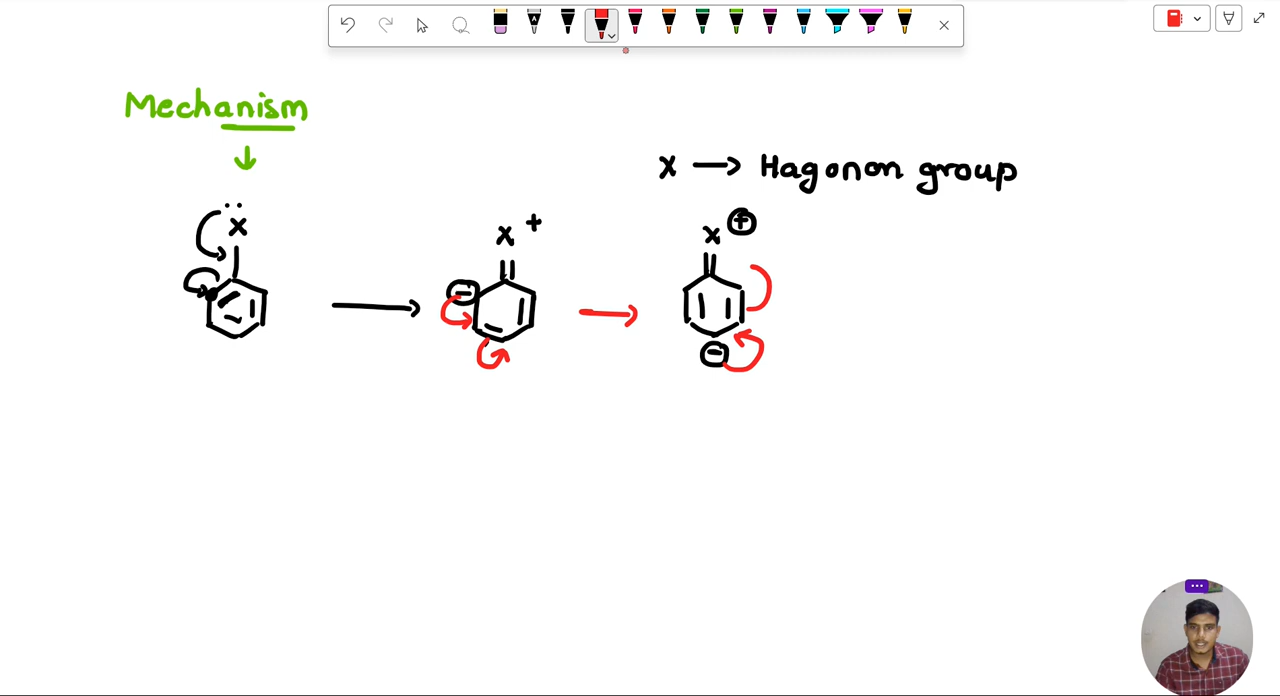 Mechanism
↓
x → Hagonon group
x
x +
x +
−
−